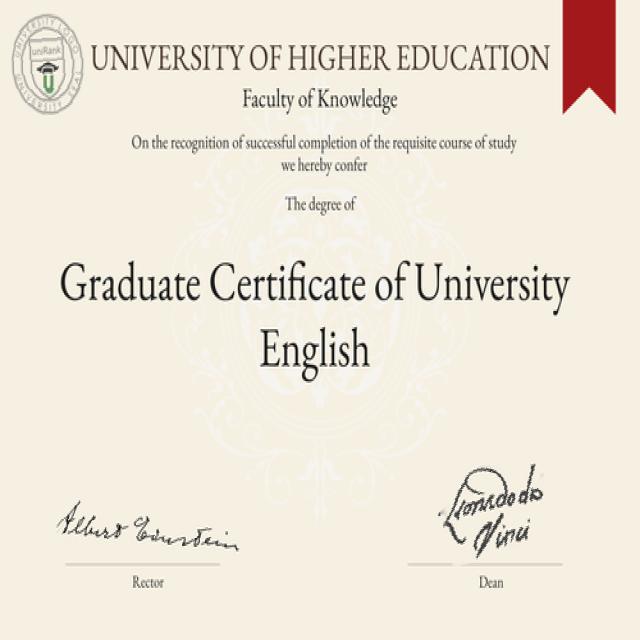 UNIVERSITY LOGO
uniRank
UNIVERSITY SEAL
UNIVERSITY OF HIGHER EDUCATION
Faculty of Knowledge
On the recognition of successful completion of the requisite course of study
we hereby confer
The degree of
Graduate Certificate of University
English
Albert Einstein
Leonardo da
Vinci
Rector
Dean